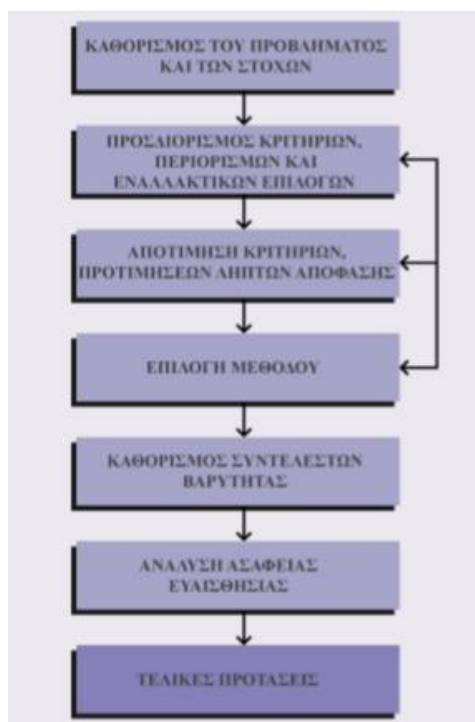 ΚΑΘΟΡΙΣΜΟΣ ΤΟΥ ΠΡΟΒΛΗΜΑΤΟΣ
ΚΑΙ ΤΩΝ ΣΤΟΧΩΝ
ΠΡΟΣΔΙΟΡΙΣΜΟΣ ΚΡΙΤΗΡΙΩΝ,
ΠΕΡΙΟΡΙΣΜΩΝ ΚΑΙ
ΕΝΑΛΛΑΚΤΙΚΩΝ ΕΠΙΛΟΓΩΝ
ΑΠΟΤΙΜΗΣΗ ΚΡΙΤΗΡΙΩΝ,
ΠΡΟΤΙΜΗΣΕΩΝ ΛΗΠΤΩΝ ΑΠΟΦΑΣΗΣ
ΕΠΙΛΟΓΗ ΜΕΘΟΔΟΥ
ΚΑΘΟΡΙΣΜΟΣ ΣΥΝΤΕΛΕΣΤΩΝ
ΒΑΡΥΤΗΤΑΣ
ΑΝΑΛΥΣΗ ΑΣΑΦΕΙΑΣ
ΕΥΑΙΣΘΗΣΙΑΣ
ΤΕΛΙΚΕΣ ΠΡΟΤΑΣΕΙΣ